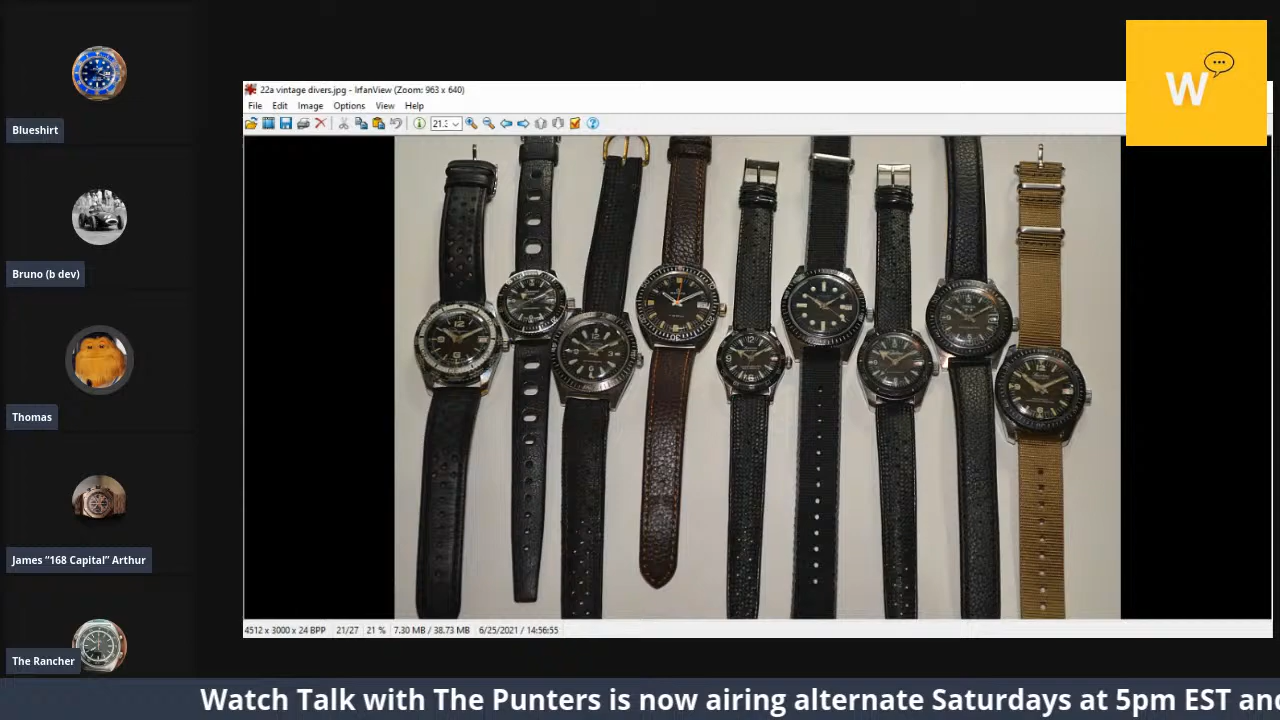 Blueshirt
Bruno (b dev)
Thomas
James “168 Capital” Arthur
The Rancher
22a vintage divers.jpg - IrfanView (Zoom: 963 x 640)
File Edit Image Options View Help
21.3
W
4512 x 3000 x 24 BPP 21/27 21 % 7.30 MB / 38.73 MB 6/25/2021 / 14:56:55
Watch Talk with The Punters is now airing alternate Saturdays at 5pm EST and